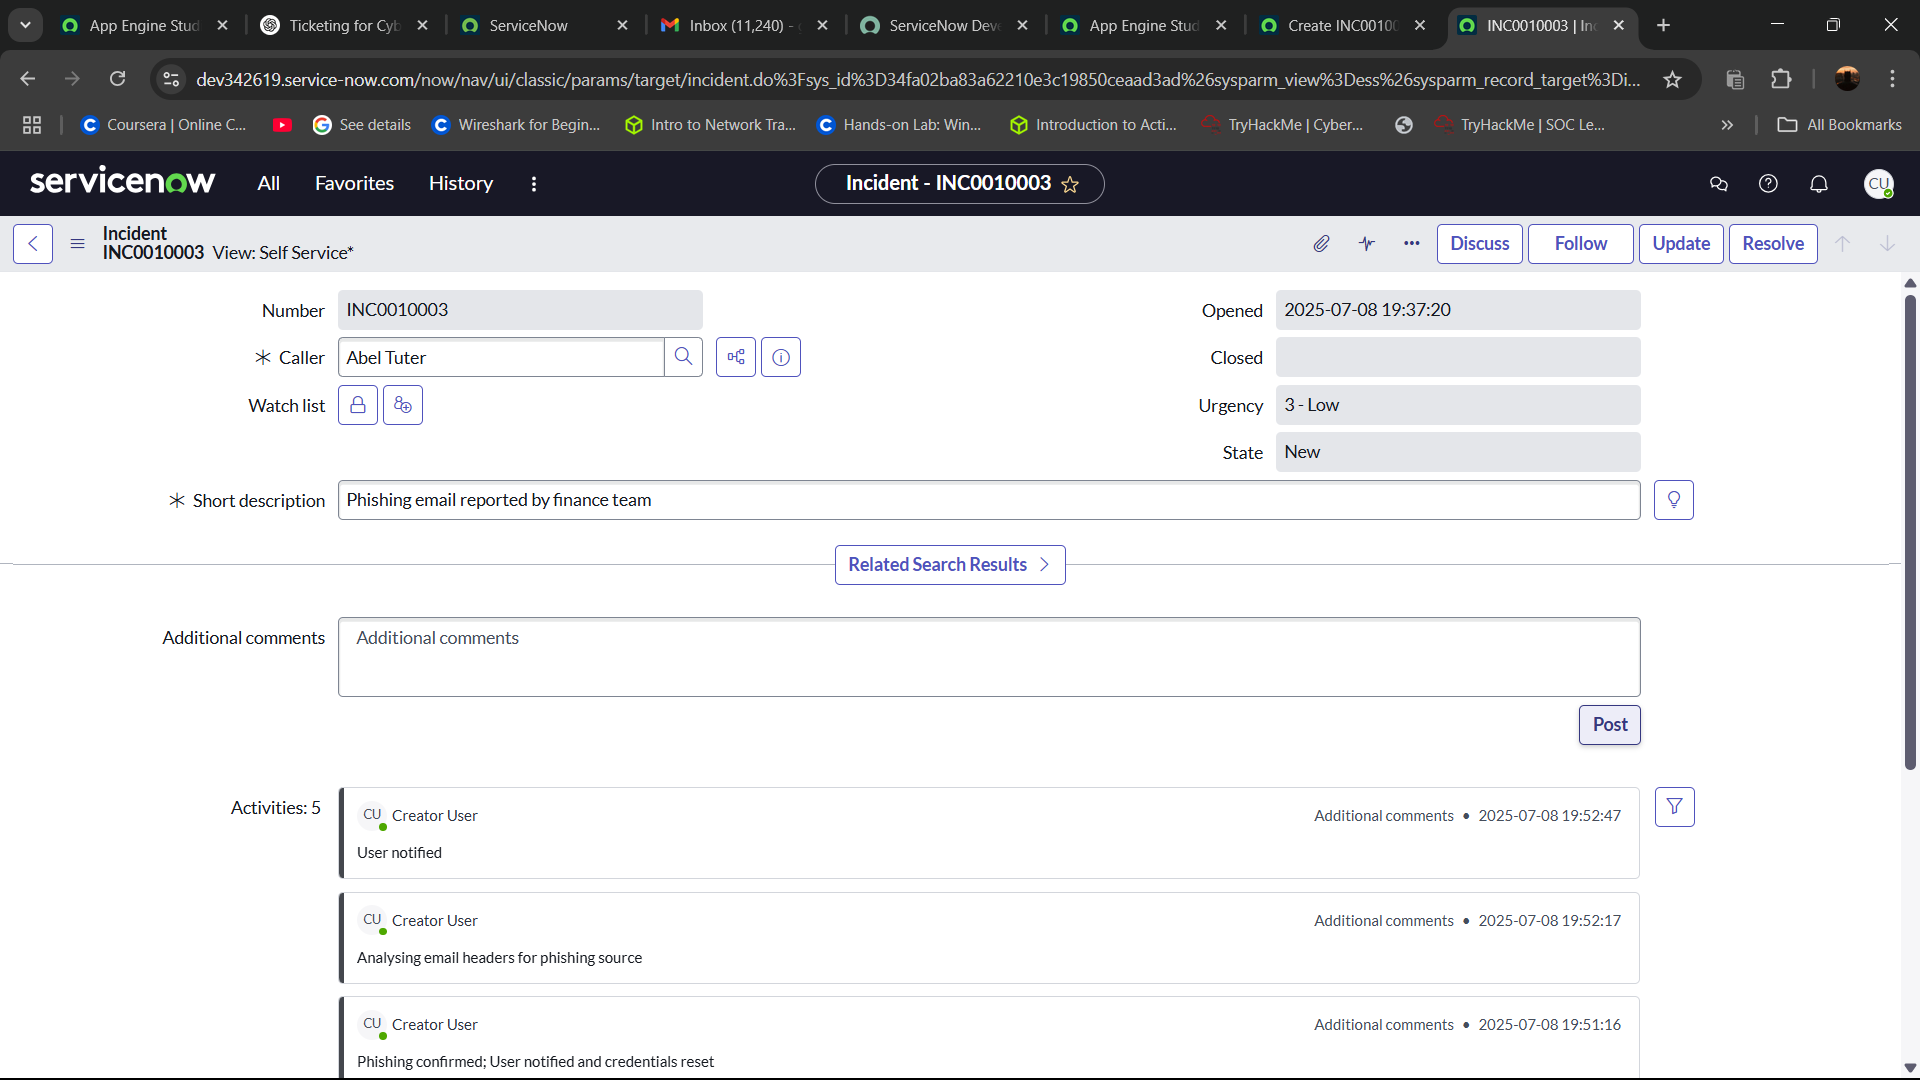 App Engine Stud
Ticketing for Cyb
ServiceNow
Inbox (11,240) -
ServiceNow Deve
App Engine Stud
Create INC00100
INC0010003 | In
dev342619.service-now.com/now/nav/ui/classic/params/target/incident.do%3Fsys_id%3D34fa02ba83a62210e3c19850ceaad3ad%26sysparm_view%3Dess%26sysparm_record_target%3Di...
Coursera | Online C...
See details
Wireshark for Begin...
Intro to Network Tra...
Hands-on Lab: Win...
Introduction to Acti...
TryHackMe | Cyber...
TryHackMe | SOC Le...
All Bookmarks
servicenow
All
Favorites
History
Incident - INC0010003
CU
Incident
INC0010003 View: Self Service*
Discuss
Follow
Update
Resolve
Number INC0010003
Opened 2025-07-08 19:37:20
Caller Abel Tuter
Closed
Watch list
Urgency 3 - Low
State New
Short description Phishing email reported by finance team
Related Search Results
Additional comments Additional comments
Post
Activities: 5
CU Creator User Additional comments • 2025-07-08 19:52:47
User notified
CU Creator User Additional comments • 2025-07-08 19:52:17
Analysing email headers for phishing source
CU Creator User Additional comments • 2025-07-08 19:51:16
Phishing confirmed; User notified and credentials reset